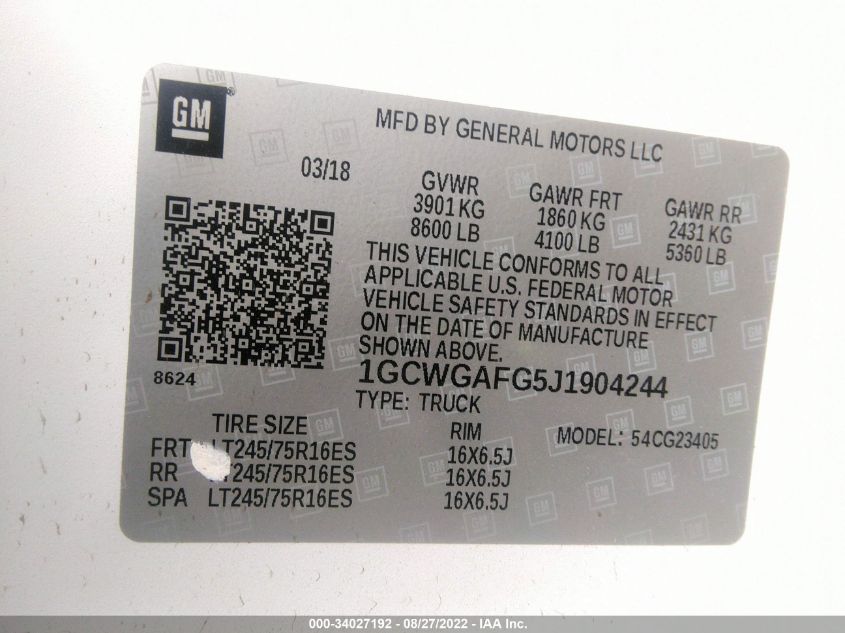 GM
®
MFD BY GENERAL MOTORS LLC
03/18
GVWR GAWR FRT GAWR RR
3901 KG 1860 KG 2431 KG
8600 LB 4100 LB 5360 LB
THIS VEHICLE CONFORMS TO ALL
APPLICABLE U.S. FEDERAL MOTOR
VEHICLE SAFETY STANDARDS IN EFFECT
ON THE DATE OF MANUFACTURE
SHOWN ABOVE.
8624
1GCWGAFG5J1904244
TYPE: TRUCK
TIRE SIZE RIM MODEL: 54CG23405
FRT LT245/75R16ES 16X6.5J
RR LT245/75R16ES 16X6.5J
SPA LT245/75R16ES 16X6.5J
000-34027192 - 08/27/2022 - IAA Inc.